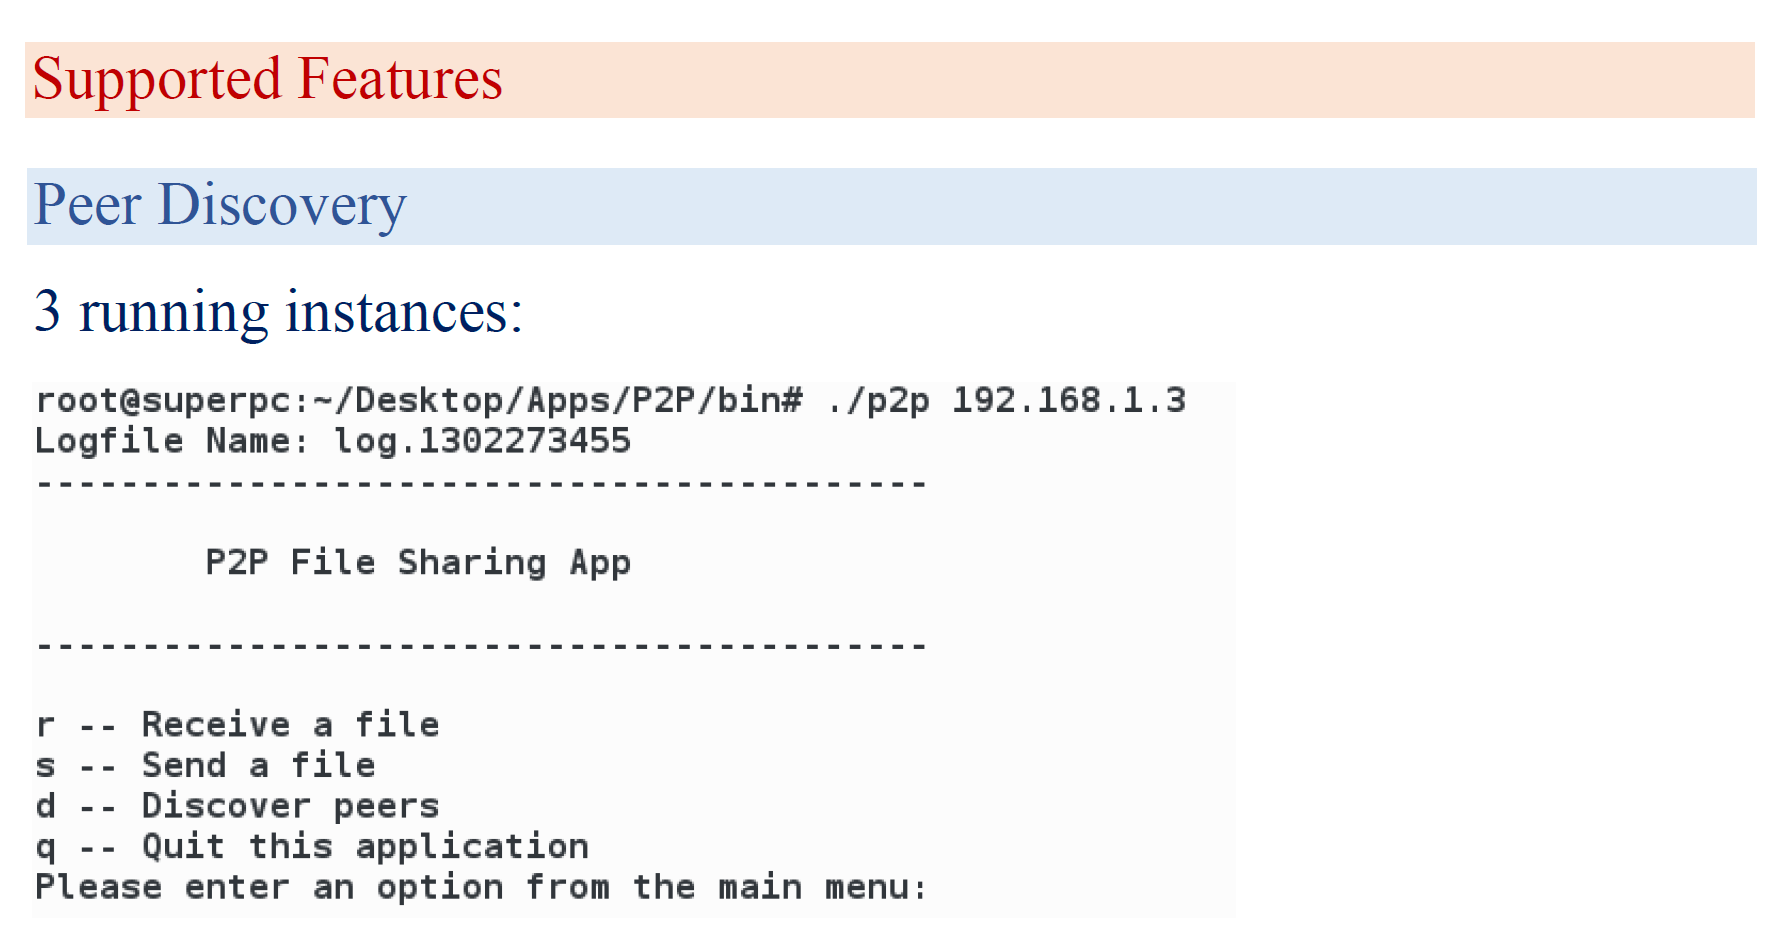 Supported Features
Peer Discovery
3 running instances:
root@superpc:~/Desktop/Apps/P2P/bin# ./p2p 192.168.1.3
Logfile Name: log.1302273455
------------------------------------------
P2P File Sharing App
------------------------------------------
r -- Receive a file
s -- Send a file
d -- Discover peers
q -- Quit this application
Please enter an option from the main menu: